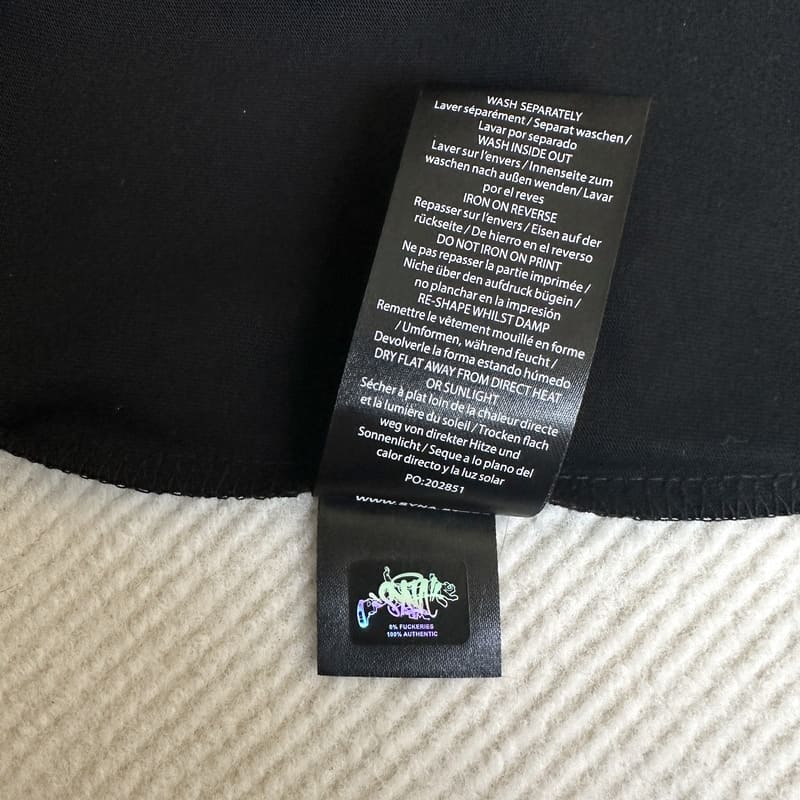 WASH SEPARATELY
Laver séparément / Separat waschen /
Lavar por separado
WASH INSIDE OUT
Laver sur l'envers / Innenseite zum
waschen nach außen wenden/ Lavar
por el reves
IRON ON REVERSE
Repasser sur l'envers / Eisen auf der
rückseite / De hierro en el reverso
DO NOT IRON ON PRINT
Ne pas repasser la partie imprimée /
Niche über den aufdruck bügein /
no planchar en la impresión
RE-SHAPE WHILST DAMP
Remettre le vêtement mouillé en forme
/ Umformen, während feucht /
Devolverle la forma estando húmedo
DRY FLAT AWAY FROM DIRECT HEAT
OR SUNLIGHT
Sécher à plat loin de la chaleur directe
et la lumière du soleil / Trocken flach
weg von direkter Hitze und
Sonnenlicht / Seque a lo plano del
calor directo y la luz solar
PO:202851
0% FUCKERIES
100% AUTHENTIC